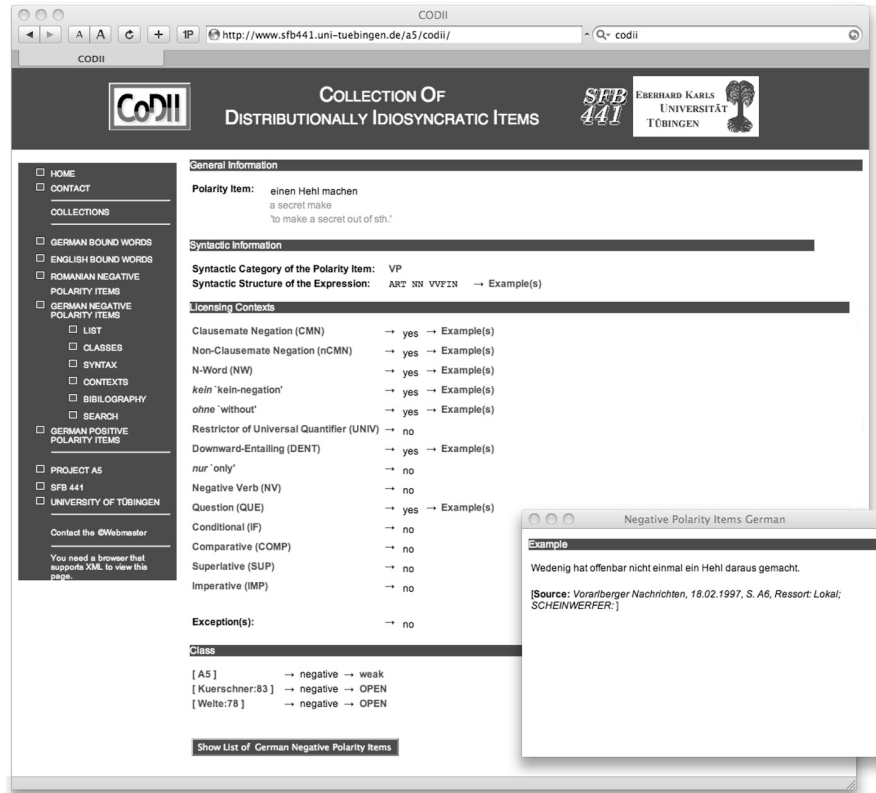 CODII
A A C + 1P http://www.sfb441.uni-tuebingen.de/a5/codii/ codii
CODII
CoDII
COLLECTION OF
DISTRIBUTIONALLY IDIOSYNCRATIC ITEMS
SFB
441
EBERHARD KARLS
UNIVERSITÄT
TÜBINGEN
HOME
CONTACT
COLLECTIONS
GERMAN BOUND WORDS
ENGLISH BOUND WORDS
ROMANIAN NEGATIVE
POLARITY ITEMS
GERMAN NEGATIVE
POLARITY ITEMS
LIST
CLASSES
SYNTAX
CONTEXTS
BIBILOGRAPHY
SEARCH
GERMAN POSITIVE
POLARITY ITEMS
PROJECT A5
SFB 441
UNIVERSITY OF TÜBINGEN
Contact the ©Webmaster
You need a browser that
supports XML to view this
page.
General Information
Polarity Item: einen Hehl machen
a secret make
'to make a secret out of sth.'
Syntactic Information
Syntactic Category of the Polarity Item: VP
Syntactic Structure of the Expression: ART NN VVFIN → Example(s)
Licensing Contexts
Clausemate Negation (CMN) → yes → Example(s)
Non-Clausemate Negation (nCMN) → yes → Example(s)
N-Word (NW) → yes → Example(s)
kein `kein-negation' → yes → Example(s)
ohne `without' → yes → Example(s)
Restrictor of Universal Quantifier (UNIV) → no
Downward-Entailing (DENT) → yes → Example(s)
nur `only' → no
Negative Verb (NV) → no
Question (QUE) → yes → Example(s)
Conditional (IF) → no
Comparative (COMP) → no
Superlative (SUP) → no
Imperative (IMP) → no
Exception(s): → no
Class
[ A5 ] → negative → weak
[ Kuerschner:83 ] → negative → OPEN
[ Welte:78 ] → negative → OPEN
Show List of German Negative Polarity Items
Negative Polarity Items German
Example
Wedenig hat offenbar nicht einmal ein Hehl daraus gemacht.
[Source: Vorarlberger Nachrichten, 18.02.1997, S. A6, Ressort: Lokal;
SCHEINWERFER: ]